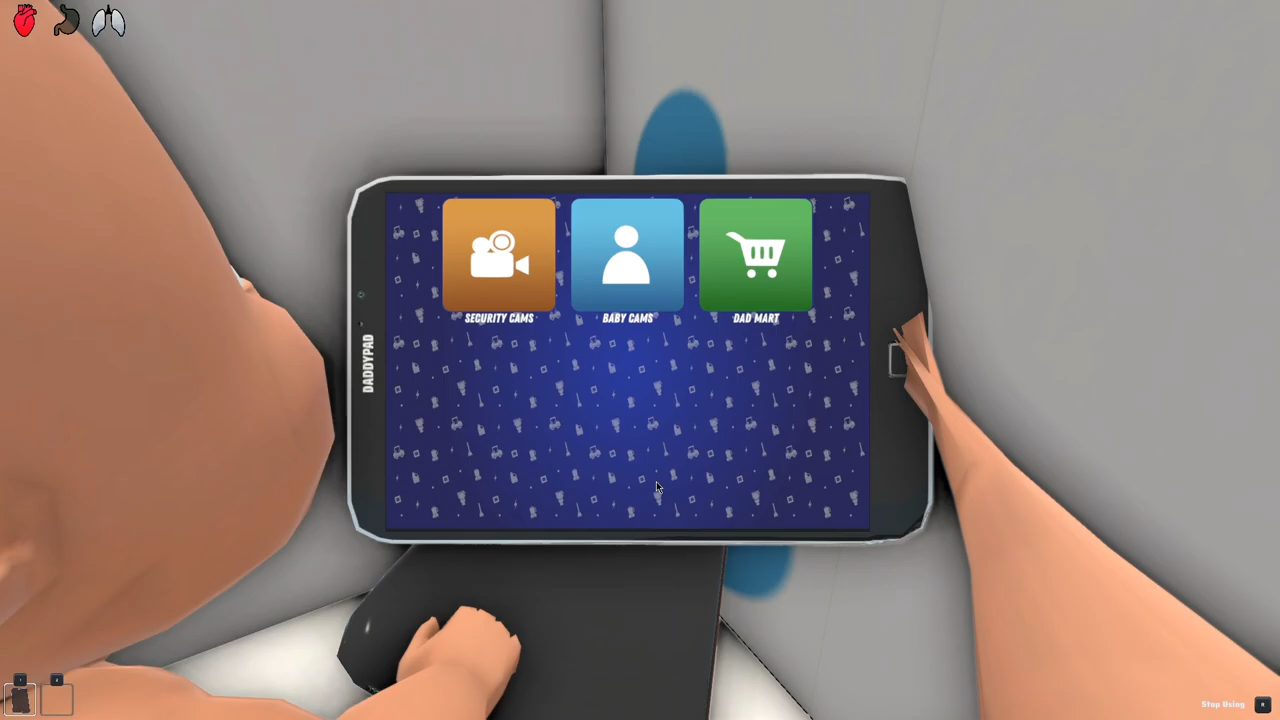 SECURITY CAMS
BABY CAMS
DAD MART
DADDYPAD
Stop Using